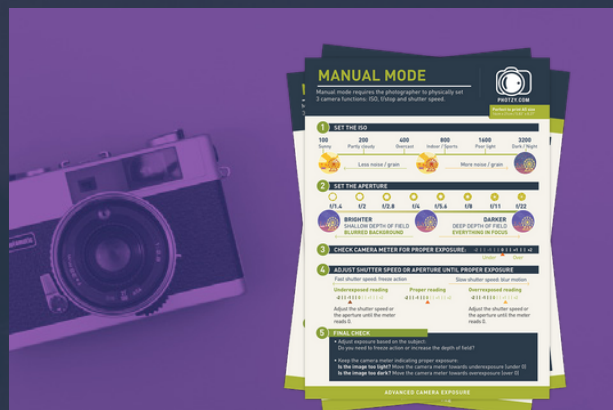 MANUAL MODE
Manual mode requires the photographer to physically set
3 camera functions: ISO, f/stop and shutter speed.
PHOTZY.COM
1 SET THE ISO
100 200 400 800 1600 3200
Sunny Partly cloudy Overcast Indoor / Sports Poor light Dark / Night
Less noise / grain More noise / grain
2 SET THE APERTURE
f/1.4 f/2 f/2.8 f/4 f/5.6 f/8 f/11 f/22
BRIGHTER
SHALLOW DEPTH OF FIELD
BLURRED BACKGROUND
DARKER
DEEP DEPTH OF FIELD
EVERYTHING IN FOCUS
3 CHECK CAMERA METER FOR PROPER EXPOSURE:
Under Over
4 ADJUST SHUTTER SPEED OR APERTURE UNTIL PROPER EXPOSURE
Fast shutter speed: freeze action Slow shutter speed: blur motion
Underexposed reading Proper reading Overexposed reading
Adjust the shutter speed or
the aperture until the meter
reads 0.
Adjust the shutter speed or
the aperture until the meter
reads 0.
5 FINAL CHECK
• Adjust exposure based on the subject:
Do you need to freeze action or increase the depth of field?
• Keep the camera meter indicating proper exposure:
Is the image too light? Move the camera meter towards underexposure (under 0)
Is the image too dark? Move the camera meter towards overexposure (over 0)
ADVANCED CAMERA EXPOSURE